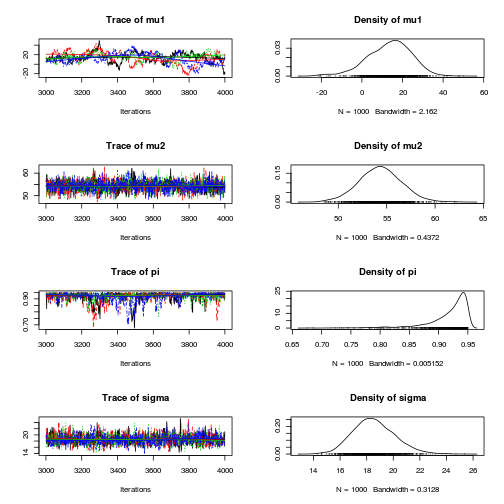 Trace of mu1
20
-20
3000 3200 3400 3600 3800 4000
Iterations
Density of mu1
0.03
0.00
-20 0 20 40 60
N = 1000 Bandwidth = 2.162
Trace of mu2
60
50
3000 3200 3400 3600 3800 4000
Iterations
Density of mu2
0.15
0.00
50 55 60 65
N = 1000 Bandwidth = 0.4372
Trace of pi
0.90
0.70
3000 3200 3400 3600 3800 4000
Iterations
Density of pi
25
10
0
0.65 0.70 0.75 0.80 0.85 0.90 0.95
N = 1000 Bandwidth = 0.005152
Trace of sigma
20
14
3000 3200 3400 3600 3800 4000
Iterations
Density of sigma
0.20
0.00
14 16 18 20 22 24 26
N = 1000 Bandwidth = 0.3128